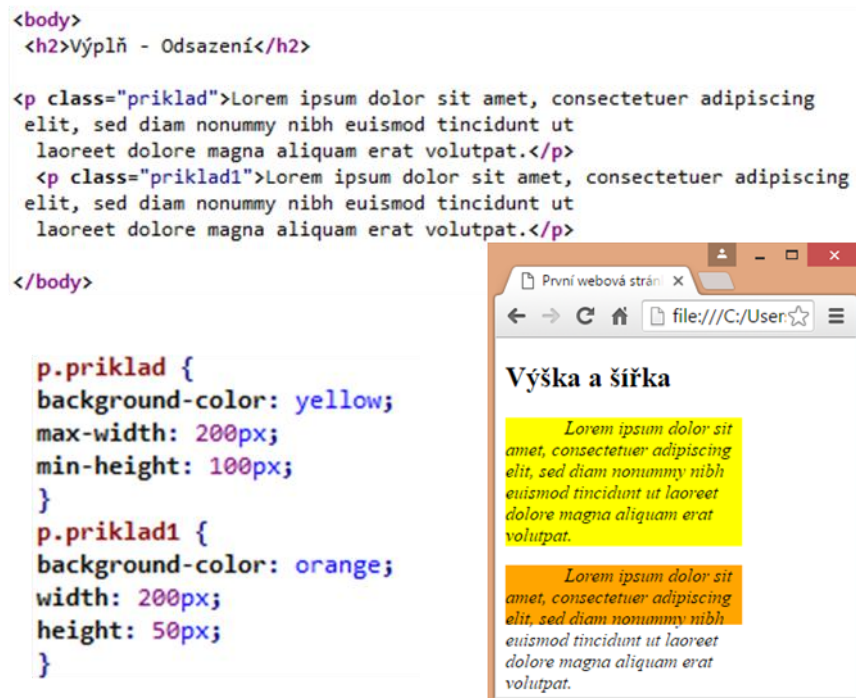 <body>
<h2>Výplň - Odsazení</h2>
<p class="priklad">Lorem ipsum dolor sit amet, consectetuer adipiscing
elit, sed diam nonummy nibh euismod tincidunt ut
laoreet dolore magna aliquam erat volutpat.</p>
<p class="priklad1">Lorem ipsum dolor sit amet, consectetuer adipiscing
elit, sed diam nonummy nibh euismod tincidunt ut
laoreet dolore magna aliquam erat volutpat.</p>
</body>
p.priklad {
background-color: yellow;
max-width: 200px;
min-height: 100px;
}
p.priklad1 {
background-color: orange;
width: 200px;
height: 50px;
}
První webová strán
file:///C:/User
Výška a šířka
Lorem ipsum dolor sit
amet, consectetuer adipiscing
elit, sed diam nonummy nibh
euismod tincidunt ut laoreet
dolore magna aliquam erat
volutpat.
Lorem ipsum dolor sit
amet, consectetuer adipiscing
elit, sed diam nonummy nibh
euismod tincidunt ut laoreet
dolore magna aliquam erat
volutpat.